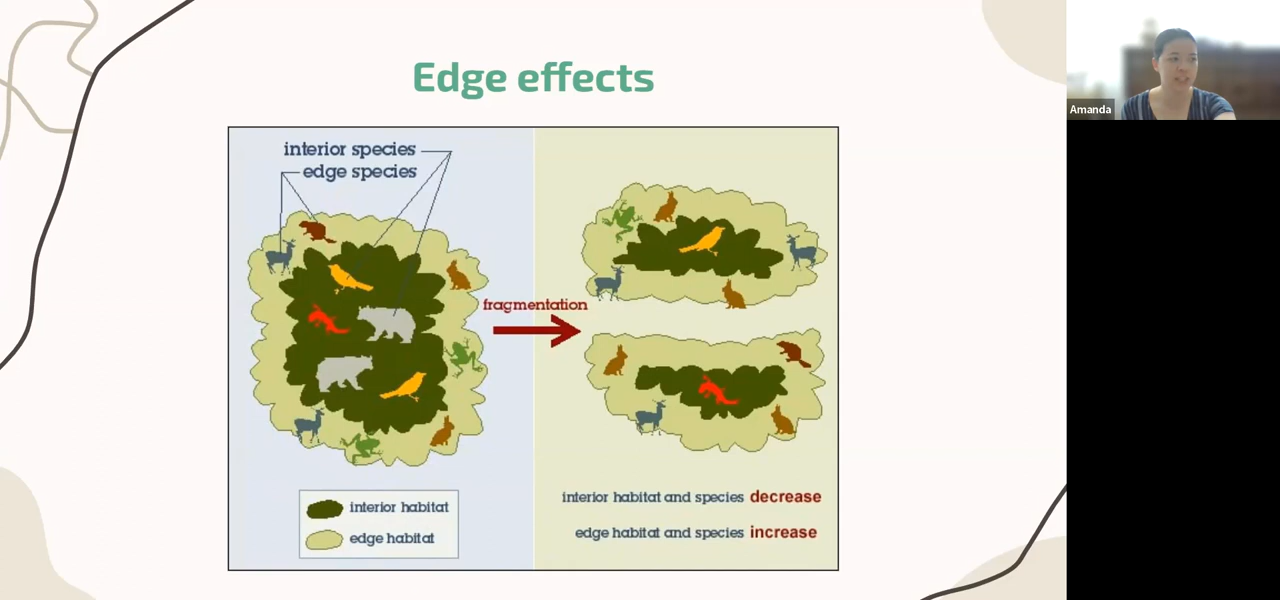 Edge effects
interior species
edge species
fragmentation
interior habitat
edge habitat
interior habitat and species decrease
edge habitat and species increase
Amanda